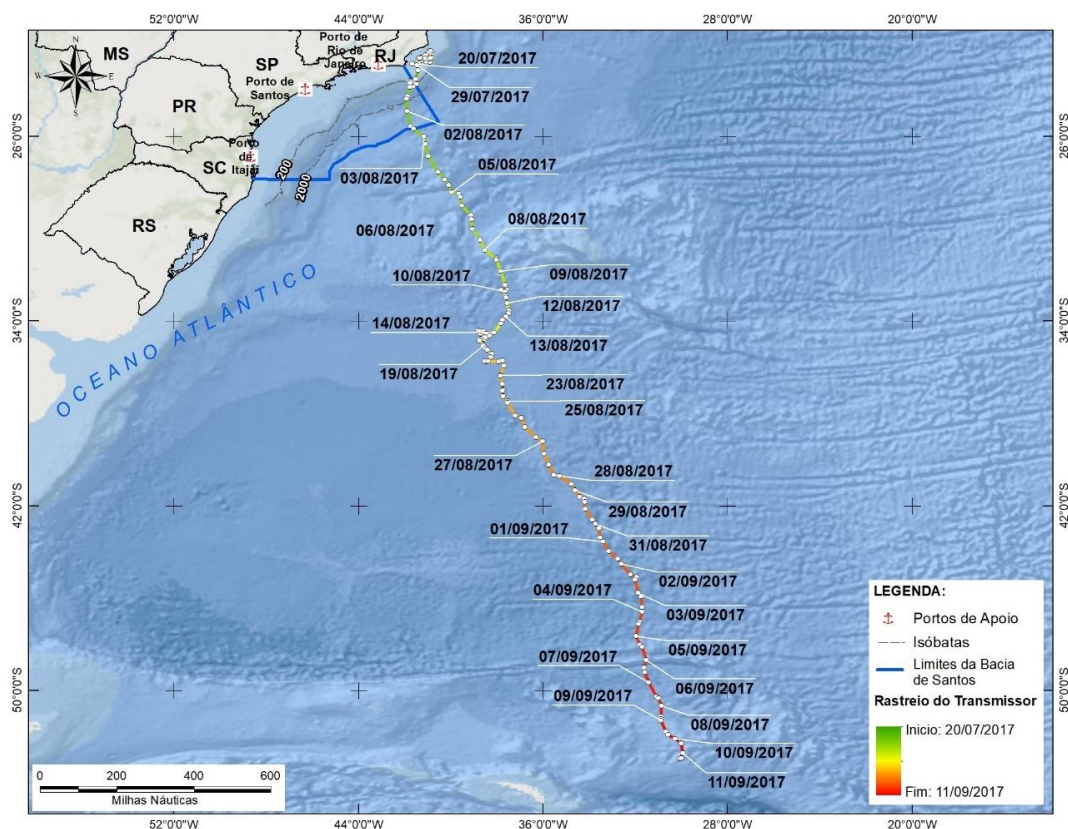 52°0'0"W
44°0'0"W
36°0'0"W
28°0'0"W
20°0'0"W
N
W
E
S
MS
SP
RJ
PR
SC
RS
Porto de
Rio de
Janeiro
Porto de
Santos
Porto
de
Itajaí
200
2000
OCEANO ATLÂNTICO
20/07/2017
29/07/2017
02/08/2017
03/08/2017
05/08/2017
06/08/2017
08/08/2017
09/08/2017
10/08/2017
12/08/2017
14/08/2017
13/08/2017
19/08/2017
23/08/2017
25/08/2017
27/08/2017
28/08/2017
29/08/2017
01/09/2017
31/08/2017
02/09/2017
04/09/2017
03/09/2017
05/09/2017
07/09/2017
06/09/2017
09/09/2017
08/09/2017
10/09/2017
11/09/2017
26°0'0"S
34°0'0"S
42°0'0"S
50°0'0"S
26°0'0"S
34°0'0"S
42°0'0"S
50°0'0"S
LEGENDA:
Portos de Apoio
Isóbatas
Limites da Bacia
de Santos
Rastreio do Transmissor
Inicio: 20/07/2017
Fim: 11/09/2017
0 200 400 600
Milhas Náuticas
52°0'0"W
44°0'0"W
36°0'0"W
28°0'0"W
20°0'0"W